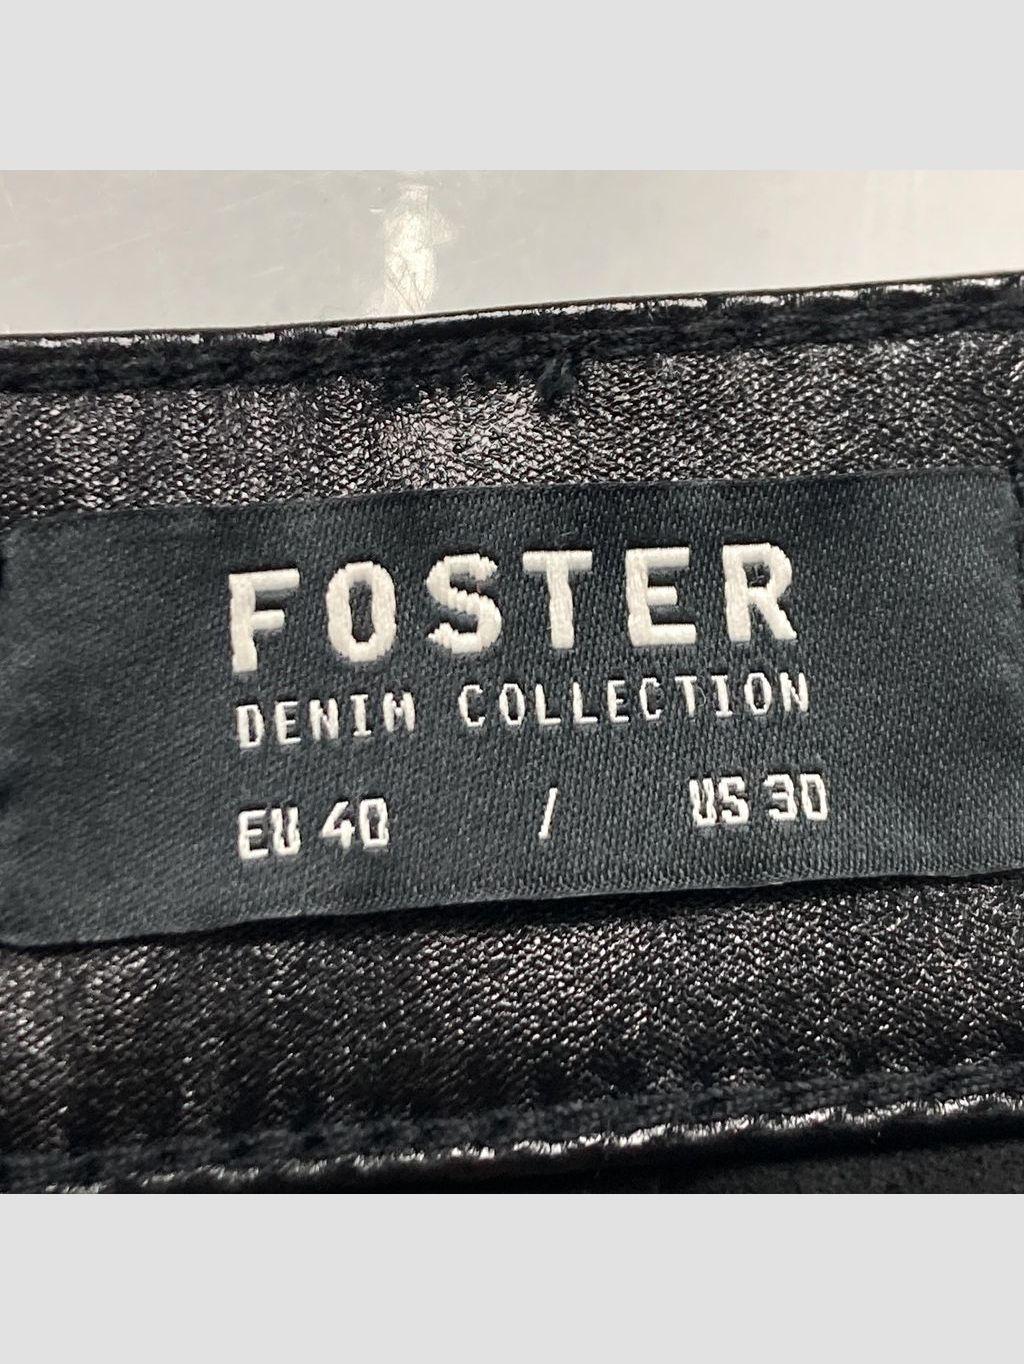 FOSTER
DENIM COLLECTION
EU 40 / US 30